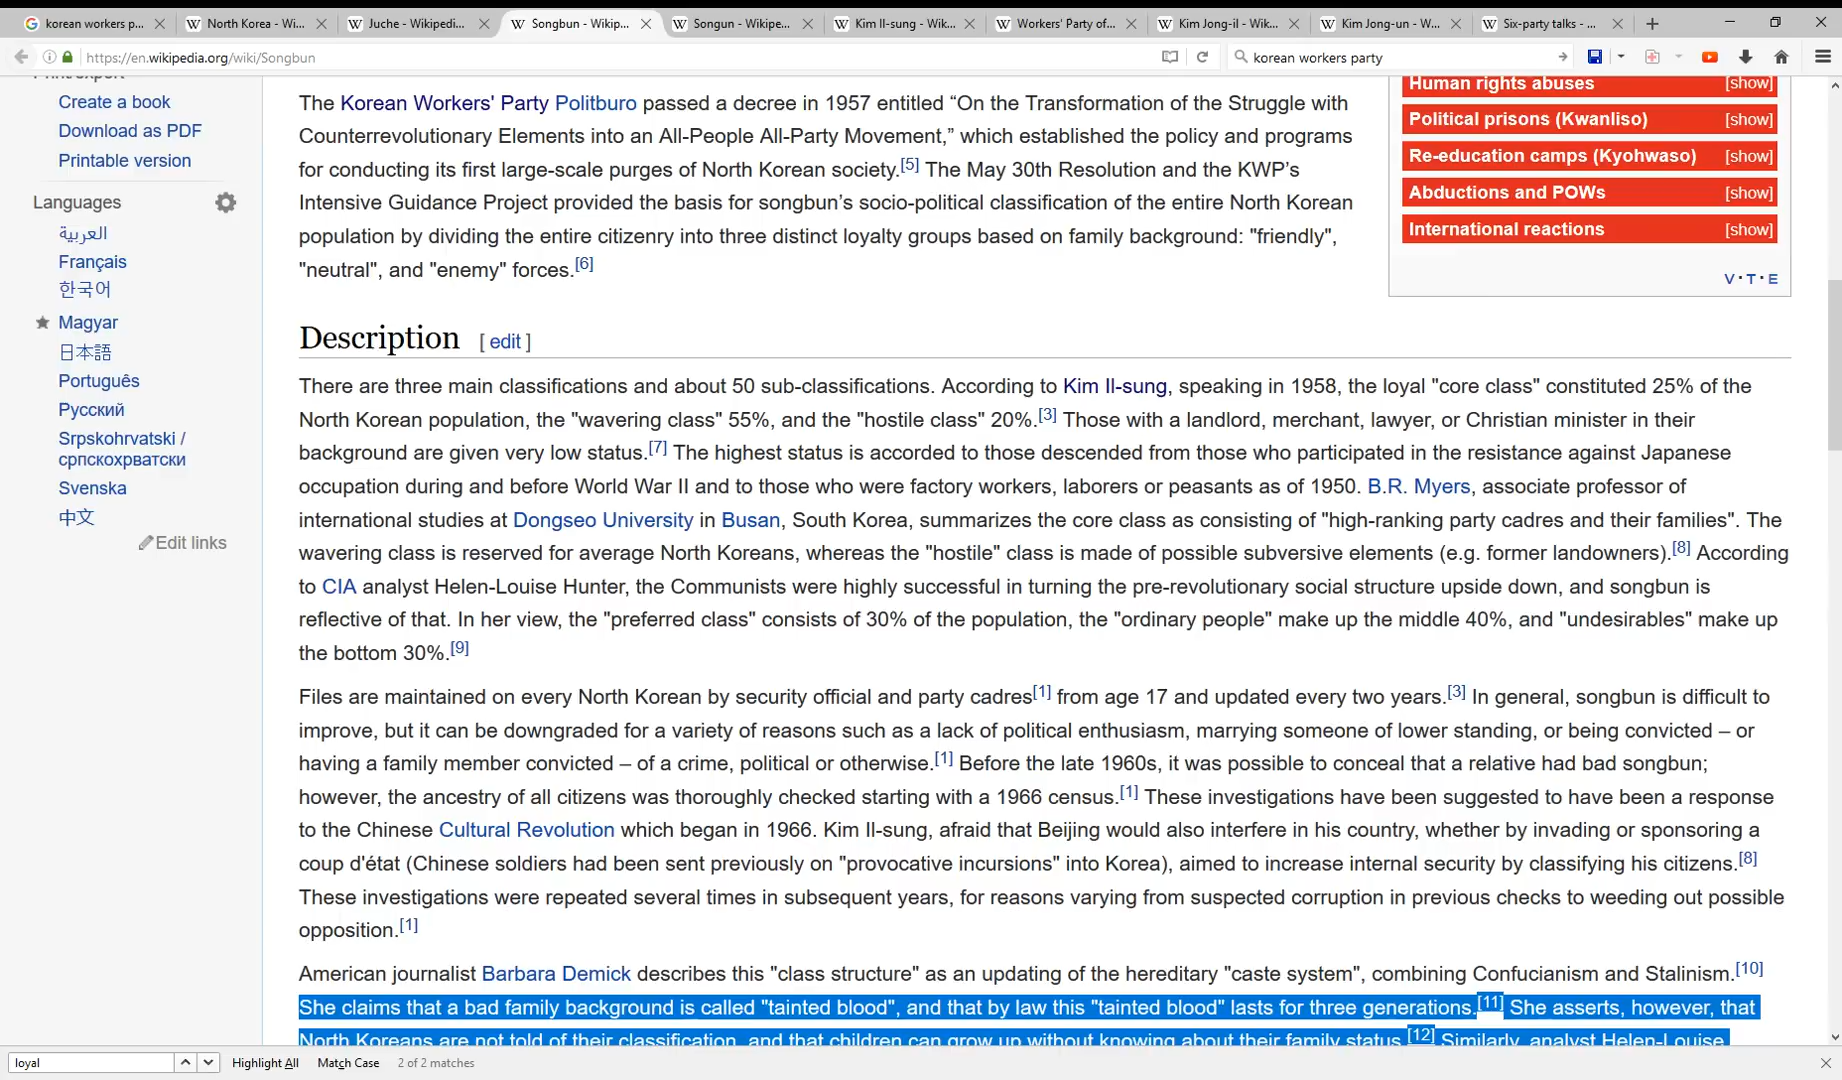 korean workers p...
North Korea - Wi...
Juche - Wikipedi...
Songbun - Wikip...
Songun - Wikipe...
Kim Il-sung - Wik...
Workers' Party of...
Kim Jong-il - Wik...
Kim Jong-un - W...
Six-party talks - ...
https://en.wikipedia.org/wiki/Songbun
korean workers party
Print/export
Create a book
Download as PDF
Printable version
Languages
العربية
Français
한국어
Magyar
日本語
Português
Русский
Srpskohrvatski /
српскохрватски
Svenska
中文
Edit links
The Korean Workers' Party Politburo passed a decree in 1957 entitled “On the Transformation of the Struggle with
Counterrevolutionary Elements into an All-People All-Party Movement,” which established the policy and programs
for conducting its first large-scale purges of North Korean society.[5] The May 30th Resolution and the KWP’s
Intensive Guidance Project provided the basis for songbun’s socio-political classification of the entire North Korean
population by dividing the entire citizenry into three distinct loyalty groups based on family background: "friendly",
"neutral", and "enemy" forces.[6]
Human rights abuses [show]
Political prisons (Kwanliso) [show]
Re-education camps (Kyohwaso) [show]
Abductions and POWs [show]
International reactions [show]
V · T · E
Description [ edit ]
There are three main classifications and about 50 sub-classifications. According to Kim Il-sung, speaking in 1958, the loyal "core class" constituted 25% of the
North Korean population, the "wavering class" 55%, and the "hostile class" 20%.[3] Those with a landlord, merchant, lawyer, or Christian minister in their
background are given very low status.[7] The highest status is accorded to those descended from those who participated in the resistance against Japanese
occupation during and before World War II and to those who were factory workers, laborers or peasants as of 1950. B.R. Myers, associate professor of
international studies at Dongseo University in Busan, South Korea, summarizes the core class as consisting of "high-ranking party cadres and their families". The
wavering class is reserved for average North Koreans, whereas the "hostile" class is made of possible subversive elements (e.g. former landowners).[8] According
to CIA analyst Helen-Louise Hunter, the Communists were highly successful in turning the pre-revolutionary social structure upside down, and songbun is
reflective of that. In her view, the "preferred class" consists of 30% of the population, the "ordinary people" make up the middle 40%, and "undesirables" make up
the bottom 30%.[9]
Files are maintained on every North Korean by security official and party cadres[1] from age 17 and updated every two years.[3] In general, songbun is difficult to
improve, but it can be downgraded for a variety of reasons such as a lack of political enthusiasm, marrying someone of lower standing, or being convicted – or
having a family member convicted – of a crime, political or otherwise.[1] Before the late 1960s, it was possible to conceal that a relative had bad songbun;
however, the ancestry of all citizens was thoroughly checked starting with a 1966 census.[1] These investigations have been suggested to have been a response
to the Chinese Cultural Revolution which began in 1966. Kim Il-sung, afraid that Beijing would also interfere in his country, whether by invading or sponsoring a
coup d'état (Chinese soldiers had been sent previously on "provocative incursions" into Korea), aimed to increase internal security by classifying his citizens.[8]
These investigations were repeated several times in subsequent years, for reasons varying from suspected corruption in previous checks to weeding out possible
opposition.[1]
American journalist Barbara Demick describes this "class structure" as an updating of the hereditary "caste system", combining Confucianism and Stalinism.[10]
She claims that a bad family background is called "tainted blood", and that by law this "tainted blood" lasts for three generations.[11] She asserts, however, that
North Koreans are not told of their classification, and that children can grow up without knowing about their family status.[12] Similarly, analyst Helen-Louise
loyal
Highlight All
Match Case
2 of 2 matches